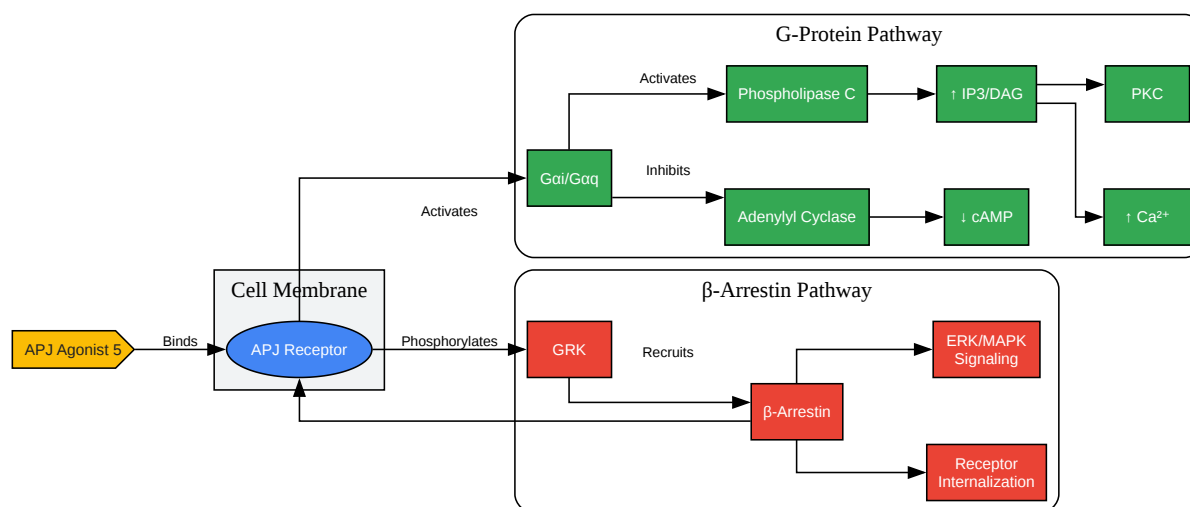 G-Protein Pathway
Activates
Phospholipase C
↑ IP3/DAG
PKC
Gαi/Gαq
Inhibits
Activates
Adenylyl Cyclase
↓ cAMP
↑ Ca²⁺
Cell Membrane
β-Arrestin Pathway
APJ Agonist 5
Binds
APJ Receptor
Phosphorylates
GRK
Recruits
ERK/MAPK
Signaling
β-Arrestin
Receptor
Internalization